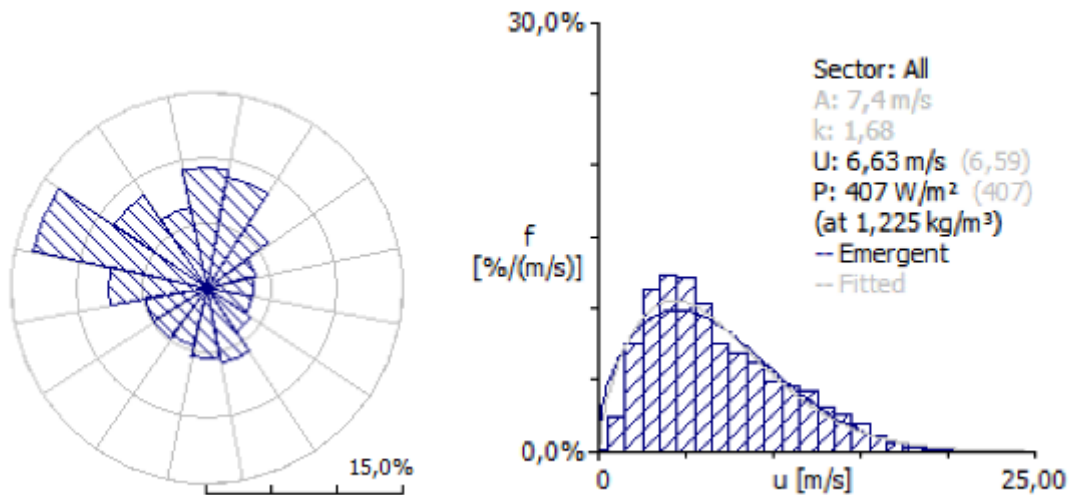 15,0%
30,0%
f
[%/(m/s)]
0,0%
0
u [m/s]
25,00
Sector: All
A: 7,4 m/s
k: 1,68
U: 6,63 m/s (6,59)
P: 407 W/m² (407)
(at 1,225 kg/m³)
-- Emergent
-- Fitted